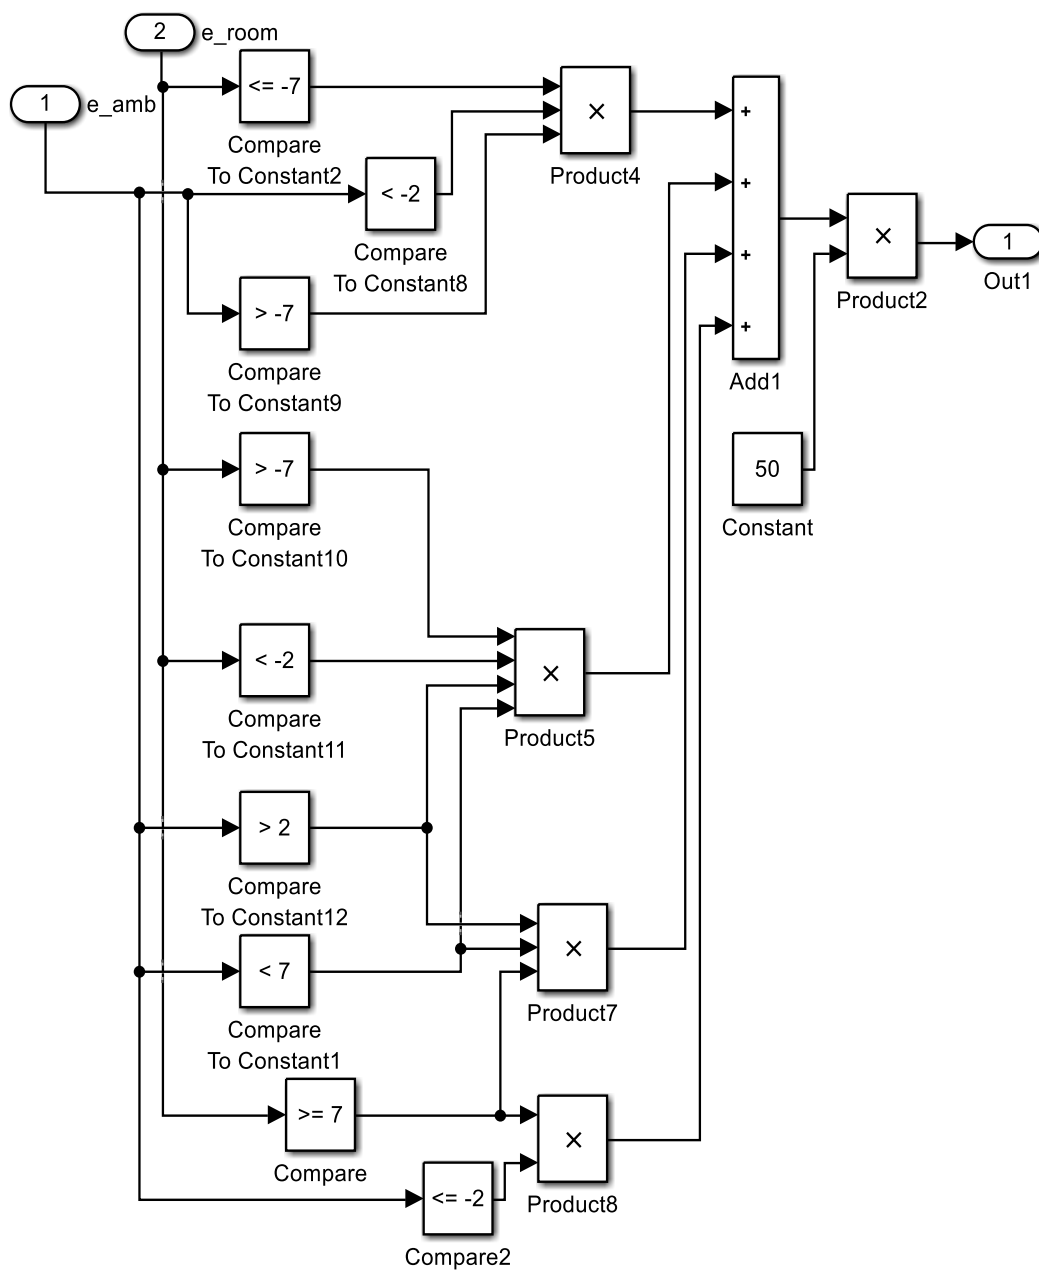 2
e_room
1
e_amb
<= -7
Compare
To Constant2
< -2
Compare
To Constant8
> -7
Compare
To Constant9
×
Product4
+
+
+
+
Add1
×
Product2
1
Out1
50
Constant
> -7
Compare
To Constant10
< -2
Compare
To Constant11
×
Product5
> 2
Compare
To Constant12
< 7
Compare
To Constant1
×
Product7
>= 7
Compare
×
Product8
<= -2
Compare2